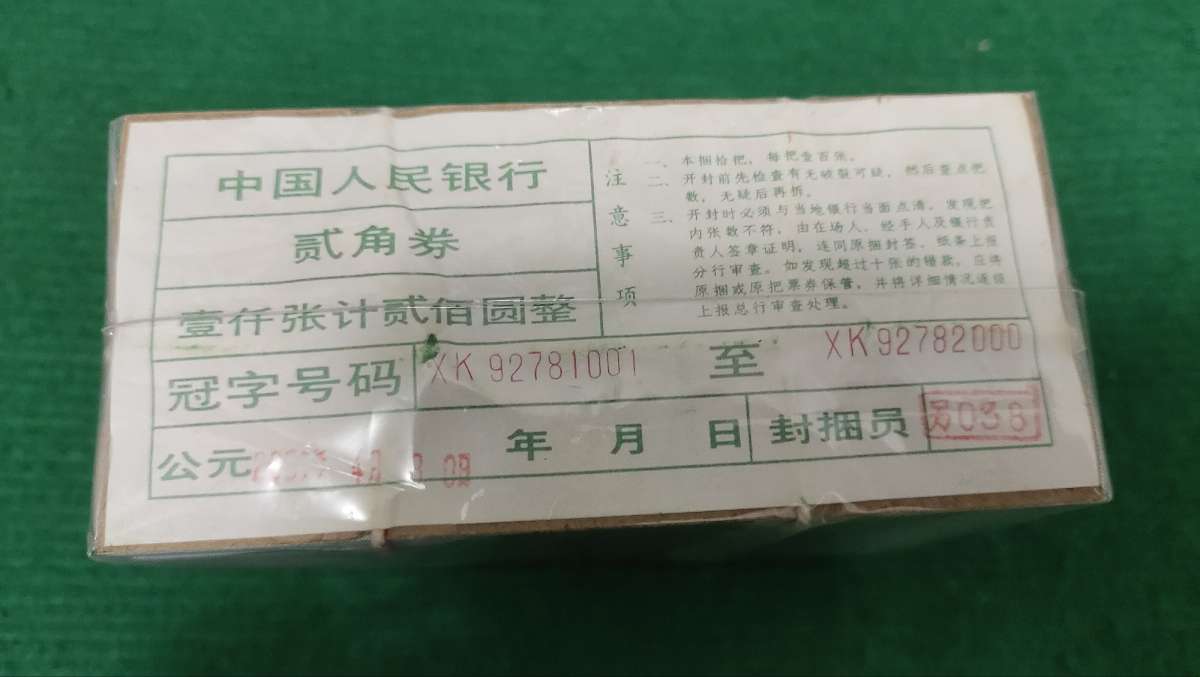 中国人民银行
贰角券
壹仟张计贰佰圆整
注意事项
一、本捆恰把，每把壹百张。
二、开封前先检查有无破裂可疑，然后查点把
数，无疑后再拆。
三、开封时必须与当地银行当面点清，发现把
内张数不符，由在场人、经手人及银行负
责人签章证明，连同原捆封签、纸条上报
分行审查。如发现超过十张的错款，应将
原捆或原把票券保管，并将详细情况逐级
上报总行审查处理。
冠字号码 XK 92781001 至 XK 92782000
公元 年 月 日 封捆员 038